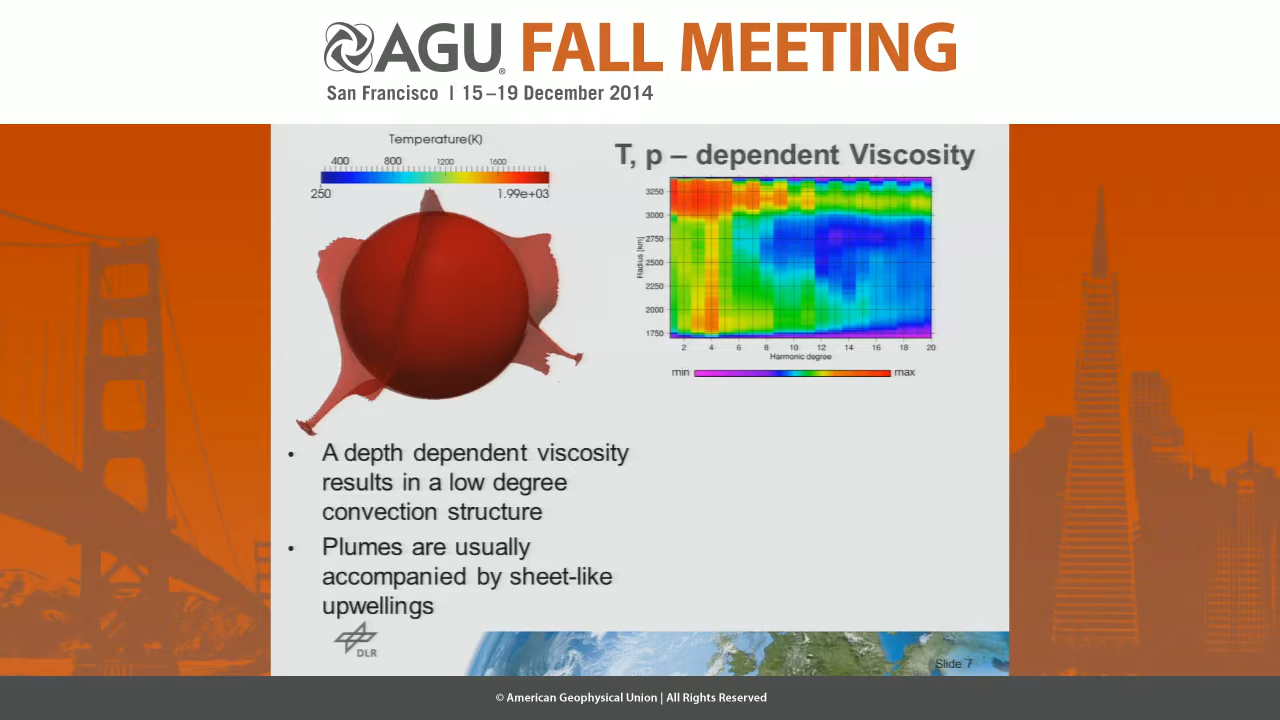 AGU® FALL MEETING
San Francisco | 15–19 December 2014
Temperature(K)
400 800 1200 1600
250 1.99e+03
T, p – dependent Viscosity
3250
3000
2750
2500
2250
2000
1750
Radius [km]
2 4 6 8 10 12 14 16 18 20
Harmonic degree
min max
• A depth dependent viscosity
results in a low degree
convection structure
• Plumes are usually
accompanied by sheet-like
upwellings
DLR
Slide 7
© American Geophysical Union | All Rights Reserved